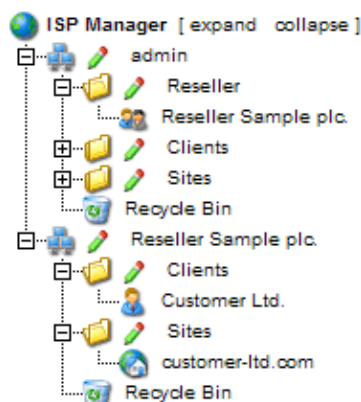 ISP Manager [ expand collapse ]
admin
Reseller
Reseller Sample plc.
Clients
Sites
Recycle Bin
Reseller Sample plc.
Clients
Customer Ltd.
Sites
customer-ltd.com
Recycle Bin